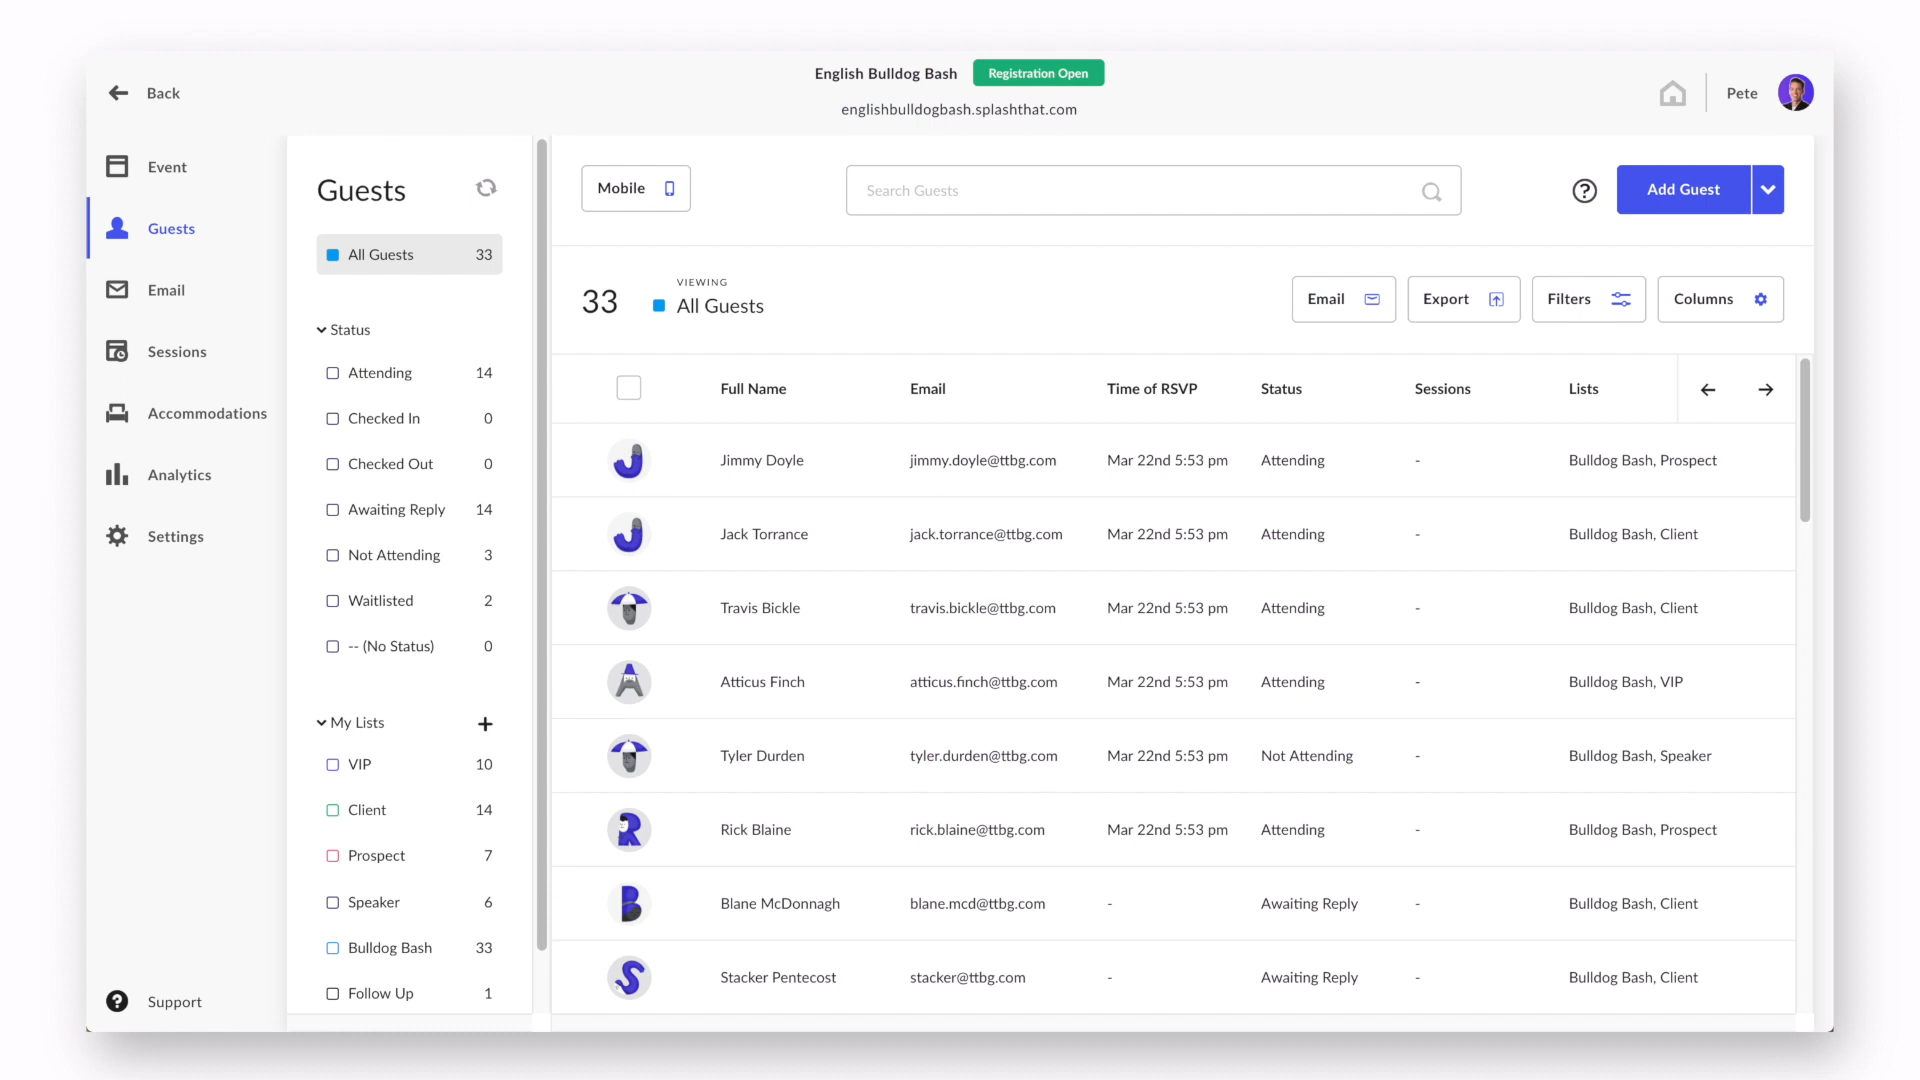 English Bulldog Bash Registration Open
Back
englishbulldogbash.splashthat.com
Pete
Event
Guests
Email
Sessions
Accommodations
Analytics
Settings
Support
Guests
All Guests 33
Status
Attending 14
Checked In 0
Checked Out 0
Awaiting Reply 14
Not Attending 3
Waitlisted 2
-- (No Status) 0
My Lists +
VIP 10
Client 14
Prospect 7
Speaker 6
Bulldog Bash 33
Follow Up 1
Mobile Search Guests ? Add Guest
33 VIEWING
All Guests
Email Export Filters Columns
Full Name Email Time of RSVP Status Sessions Lists
Jimmy Doyle jimmy.doyle@ttbg.com Mar 22nd 5:53 pm Attending - Bulldog Bash, Prospect
Jack Torrance jack.torrance@ttbg.com Mar 22nd 5:53 pm Attending - Bulldog Bash, Client
Travis Bickle travis.bickle@ttbg.com Mar 22nd 5:53 pm Attending - Bulldog Bash, Client
Atticus Finch atticus.finch@ttbg.com Mar 22nd 5:53 pm Attending - Bulldog Bash, VIP
Tyler Durden tyler.durden@ttbg.com Mar 22nd 5:53 pm Not Attending - Bulldog Bash, Speaker
Rick Blaine rick.blaine@ttbg.com Mar 22nd 5:53 pm Attending - Bulldog Bash, Prospect
Blane McDonnagh blane.mcd@ttbg.com - Awaiting Reply - Bulldog Bash, Client
Stacker Pentecost stacker@ttbg.com - Awaiting Reply - Bulldog Bash, Client